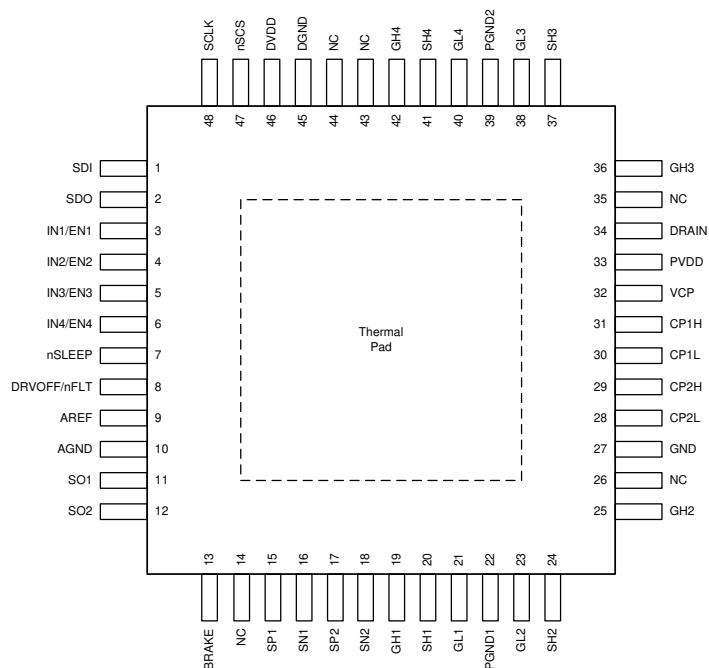 SCLK
nSCS
DVDD
DGND
NC
NC
GH4
SH4
GL4
PGND2
GL3
SH3
48
47
46
45
44
43
42
41
40
39
38
37
SDI 1
SDO 2
IN1/EN1 3
IN2/EN2 4
IN3/EN3 5
IN4/EN4 6
nSLEEP 7
DRVOFF/nFLT 8
AREF 9
AGND 10
SO1 11
SO2 12
Thermal
Pad
36 GH3
35 NC
34 DRAIN
33 PVDD
32 VCP
31 CP1H
30 CP1L
29 CP2H
28 CP2L
27 GND
26 NC
25 GH2
13
14
15
16
17
18
19
20
21
22
23
24
BRAKE
NC
SP1
SN1
SP2
SN2
GH1
SH1
GL1
PGND1
GL2
SH2